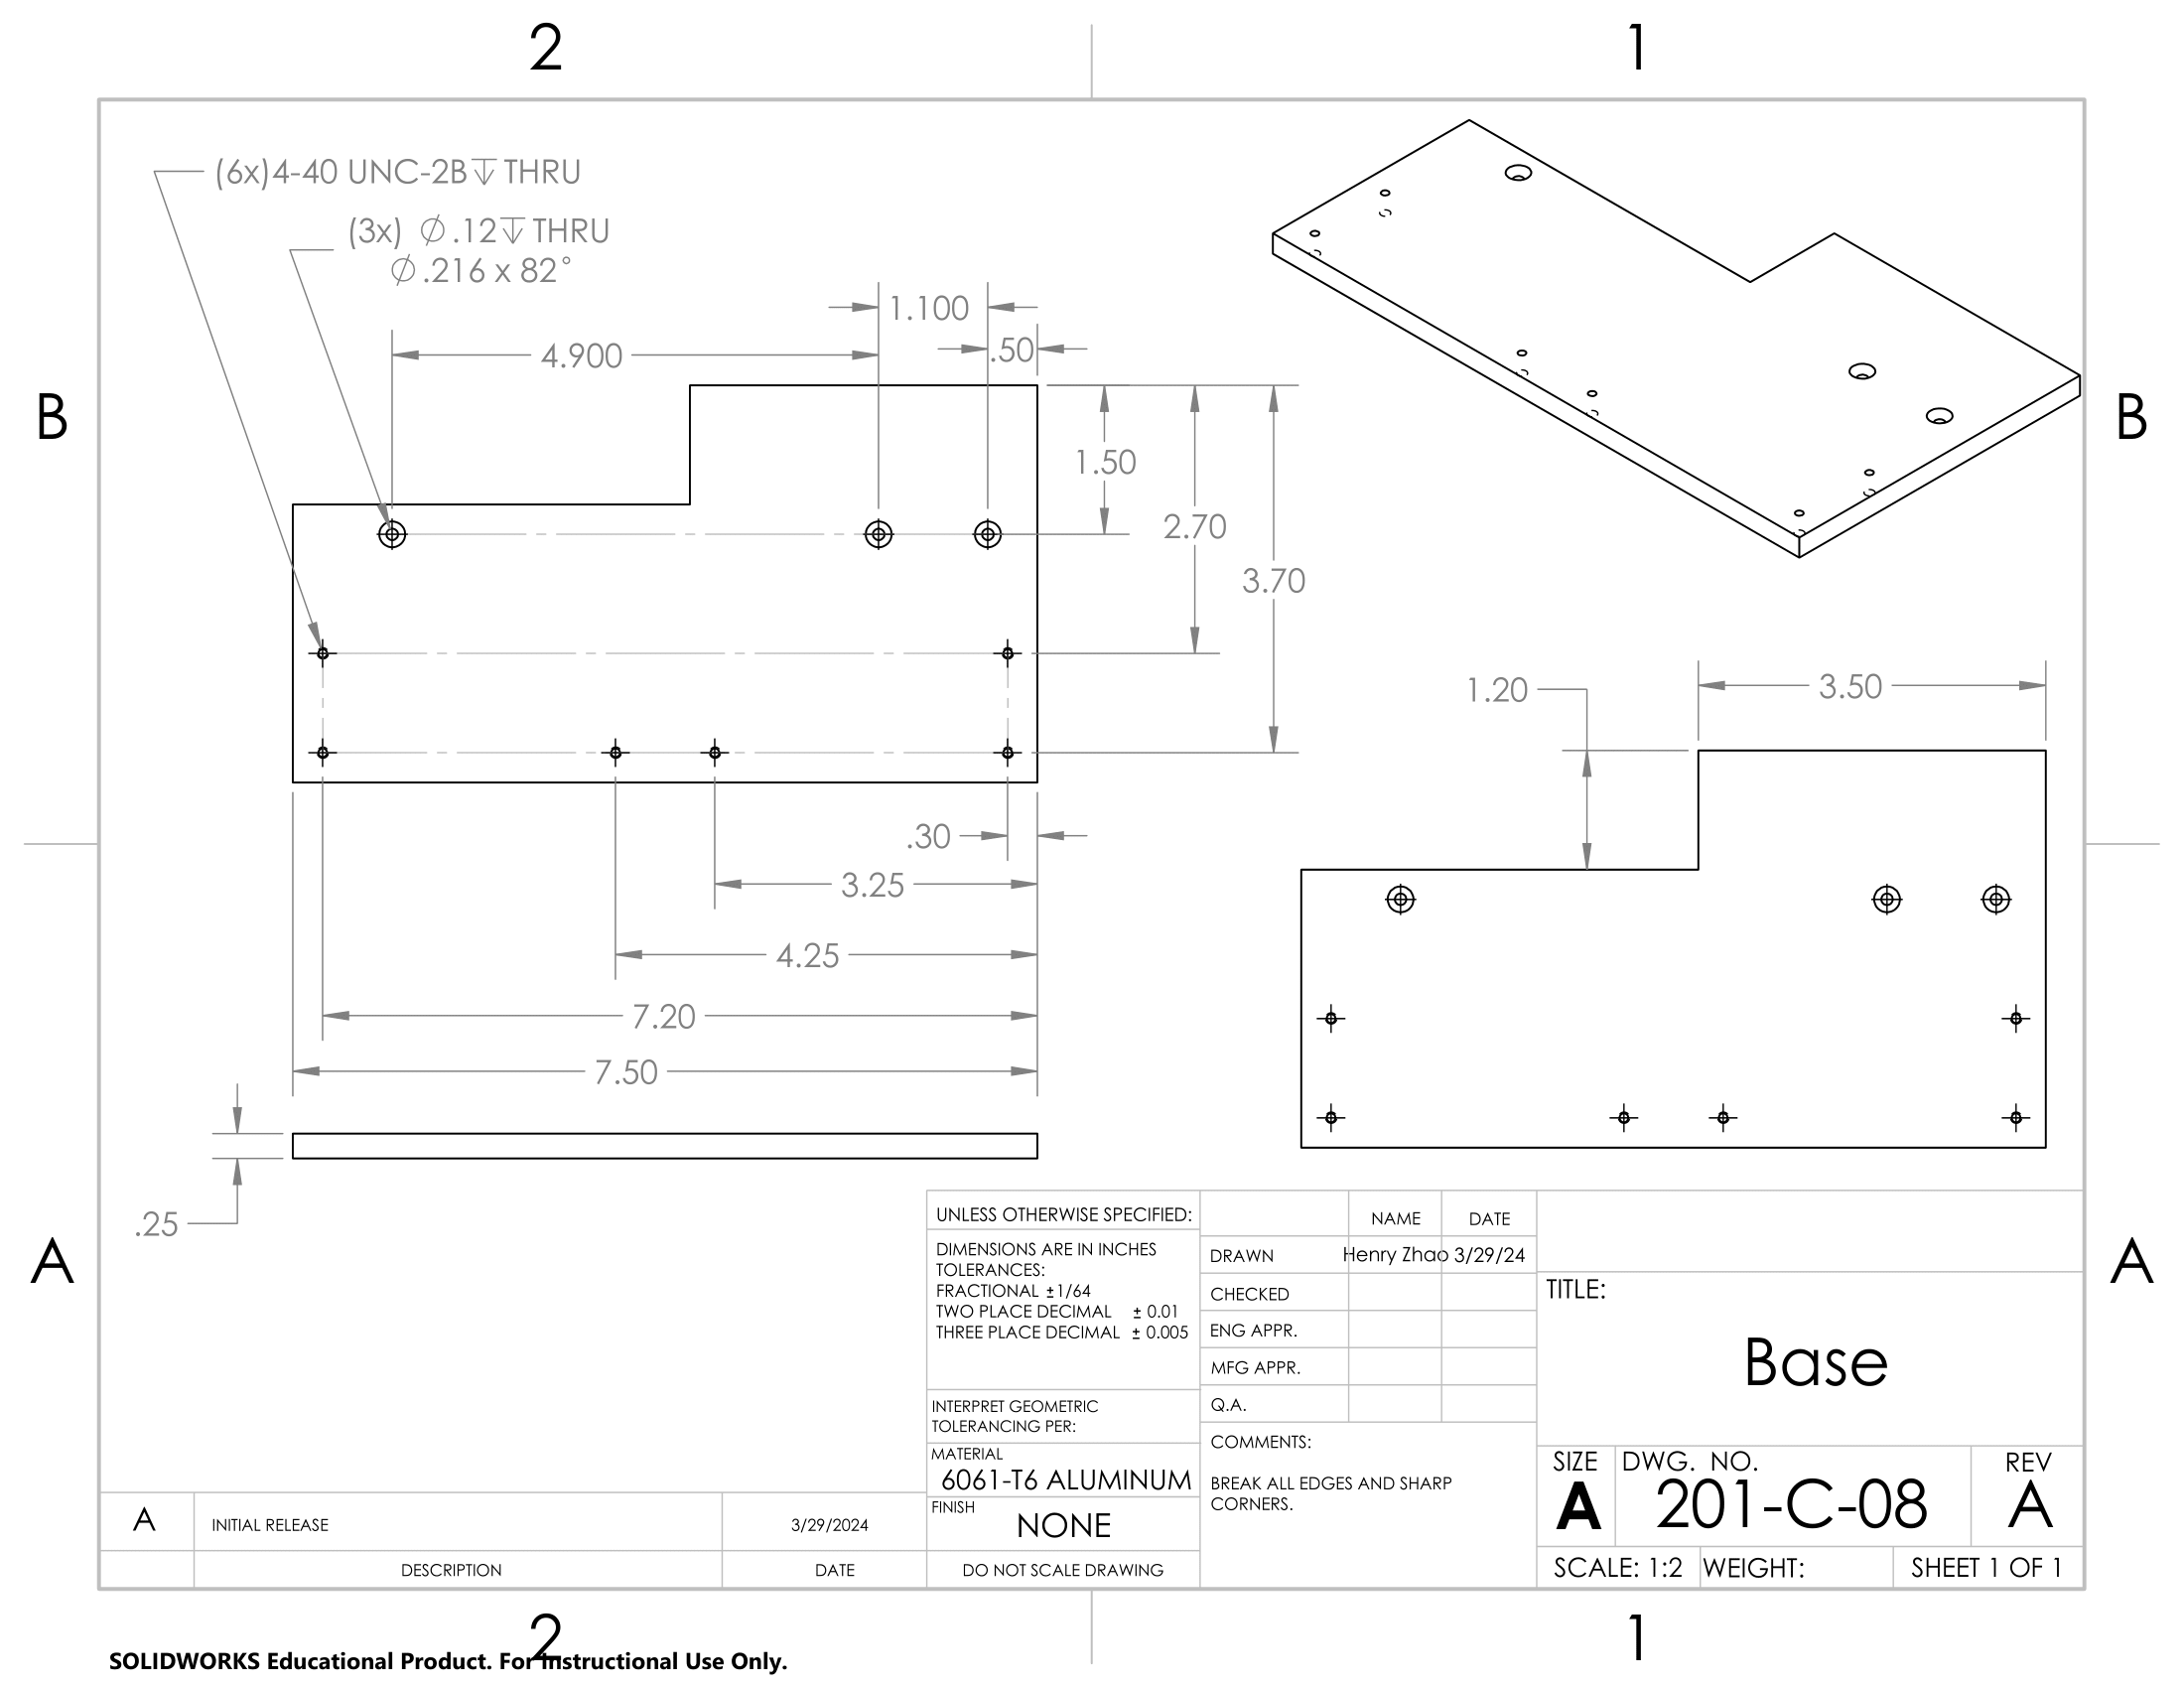 2
1
(6x)4-40 UNC-2B↧THRU
(3x) ∅.12↧THRU
∅.216 x 82°
1.100
.50
4.900
B
B
1.50
2.70
3.70
1.20
3.50
.30
3.25
4.25
7.20
7.50
.25
A
A
UNLESS OTHERWISE SPECIFIED:
DIMENSIONS ARE IN INCHES
TOLERANCES:
FRACTIONAL ±1/64
TWO PLACE DECIMAL ± 0.01
THREE PLACE DECIMAL ± 0.005
INTERPRET GEOMETRIC
TOLERANCING PER:
MATERIAL
6061-T6 ALUMINUM
FINISH
NONE
DO NOT SCALE DRAWING
NAME DATE
DRAWN Henry Zhao 3/29/24
CHECKED
ENG APPR.
MFG APPR.
Q.A.
COMMENTS:
BREAK ALL EDGES AND SHARP
CORNERS.
TITLE:
Base
SIZE DWG. NO. REV
A 201-C-08 A
SCALE: 1:2 WEIGHT: SHEET 1 OF 1
A INITIAL RELEASE 3/29/2024
DESCRIPTION DATE
2
1
SOLIDWORKS Educational Product. For Instructional Use Only.